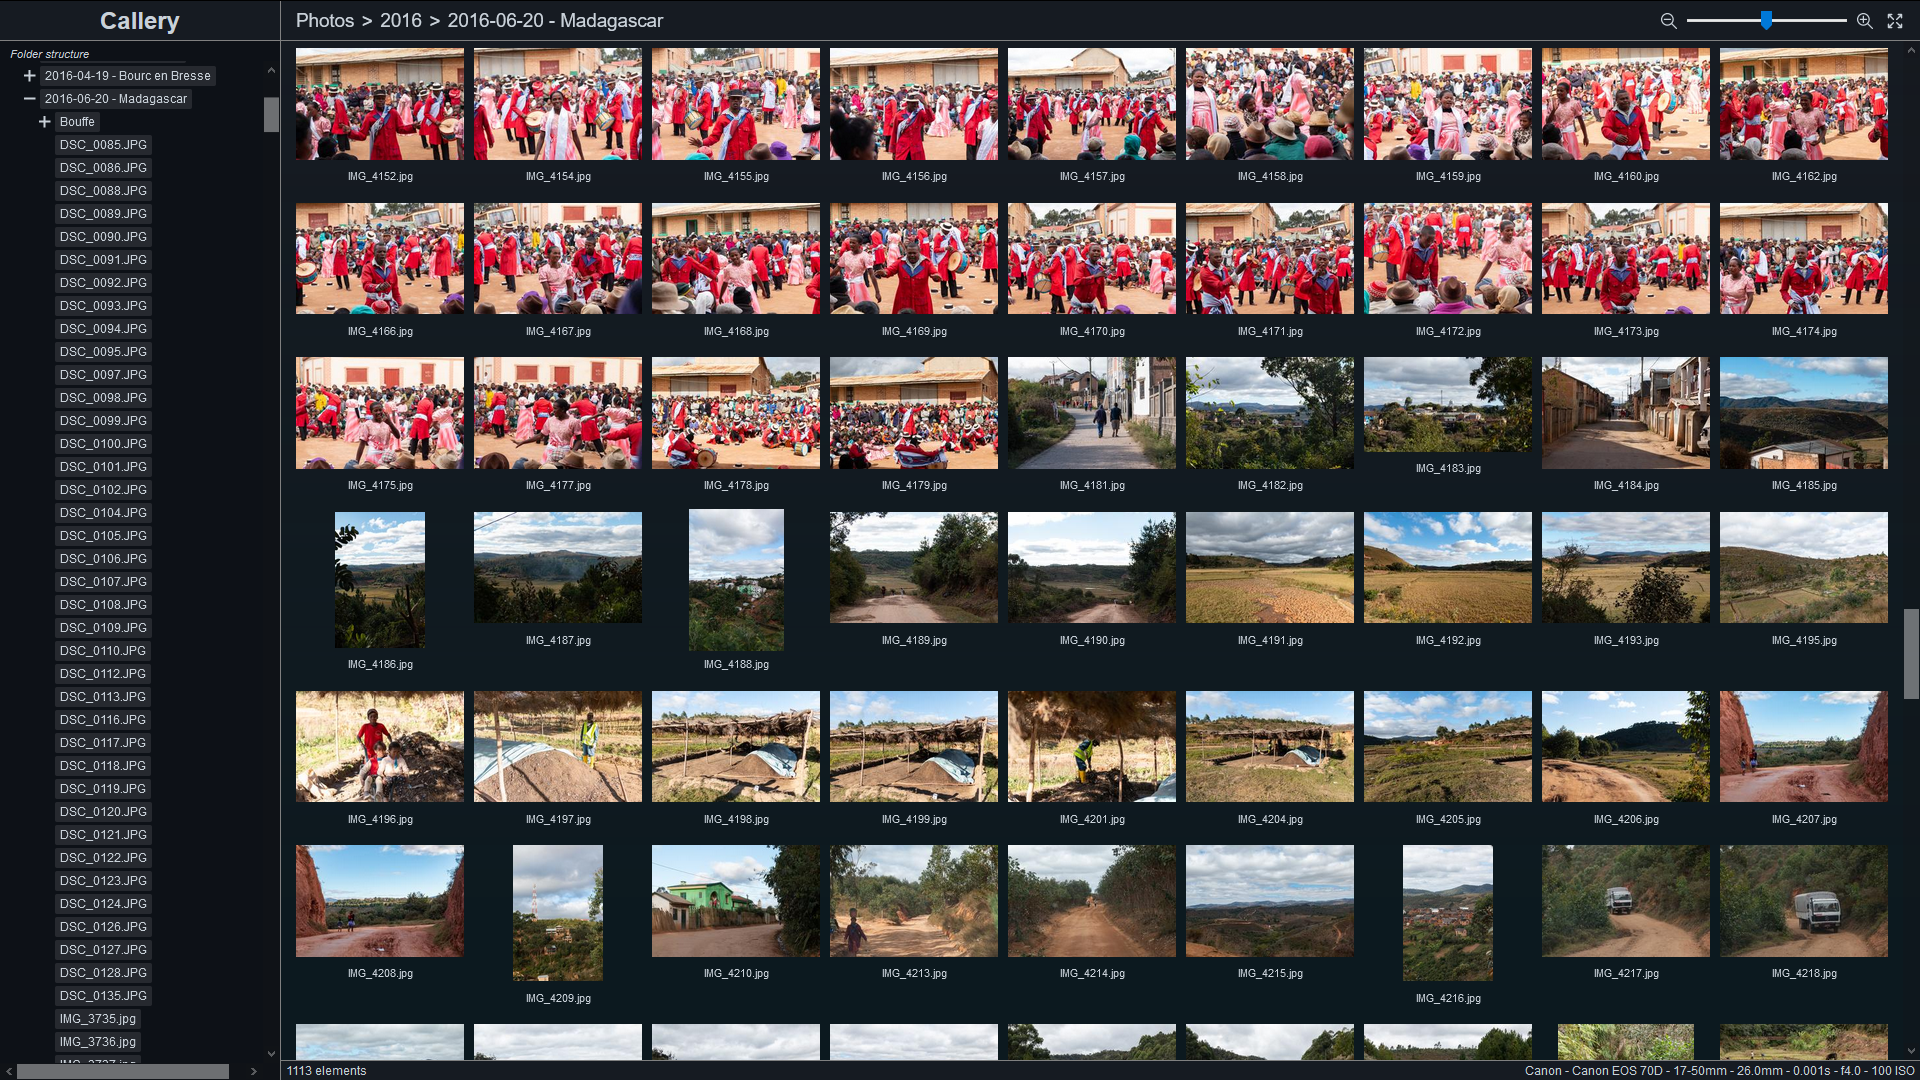 Callery
Photos > 2016 > 2016-06-20 - Madagascar
Folder structure
2016-04-19 - Bourc en Bresse
2016-06-20 - Madagascar
Bouffe
DSC_0085.JPG
DSC_0086.JPG
DSC_0088.JPG
DSC_0089.JPG
DSC_0090.JPG
DSC_0091.JPG
DSC_0092.JPG
DSC_0093.JPG
DSC_0094.JPG
DSC_0095.JPG
DSC_0097.JPG
DSC_0098.JPG
DSC_0099.JPG
DSC_0100.JPG
DSC_0101.JPG
DSC_0102.JPG
DSC_0104.JPG
DSC_0105.JPG
DSC_0106.JPG
DSC_0107.JPG
DSC_0108.JPG
DSC_0109.JPG
DSC_0110.JPG
DSC_0112.JPG
DSC_0113.JPG
DSC_0116.JPG
DSC_0117.JPG
DSC_0118.JPG
DSC_0119.JPG
DSC_0120.JPG
DSC_0121.JPG
DSC_0122.JPG
DSC_0123.JPG
DSC_0124.JPG
DSC_0126.JPG
DSC_0127.JPG
DSC_0128.JPG
DSC_0135.JPG
IMG_3735.jpg
IMG_3736.jpg
IMG_4152.jpg IMG_4154.jpg IMG_4155.jpg IMG_4156.jpg IMG_4157.jpg IMG_4158.jpg IMG_4159.jpg IMG_4160.jpg IMG_4162.jpg
IMG_4166.jpg IMG_4167.jpg IMG_4168.jpg IMG_4169.jpg IMG_4170.jpg IMG_4171.jpg IMG_4172.jpg IMG_4173.jpg IMG_4174.jpg
IMG_4175.jpg IMG_4177.jpg IMG_4178.jpg IMG_4179.jpg IMG_4181.jpg IMG_4182.jpg IMG_4183.jpg IMG_4184.jpg IMG_4185.jpg
IMG_4186.jpg IMG_4187.jpg IMG_4188.jpg IMG_4189.jpg IMG_4190.jpg IMG_4191.jpg IMG_4192.jpg IMG_4193.jpg IMG_4195.jpg
IMG_4196.jpg IMG_4197.jpg IMG_4198.jpg IMG_4199.jpg IMG_4201.jpg IMG_4204.jpg IMG_4205.jpg IMG_4206.jpg IMG_4207.jpg
IMG_4208.jpg IMG_4209.jpg IMG_4210.jpg IMG_4213.jpg IMG_4214.jpg IMG_4215.jpg IMG_4216.jpg IMG_4217.jpg IMG_4218.jpg
1113 elements
Canon - Canon EOS 70D - 17-50mm - 26.0mm - 0.001s - f4.0 - 100 ISO